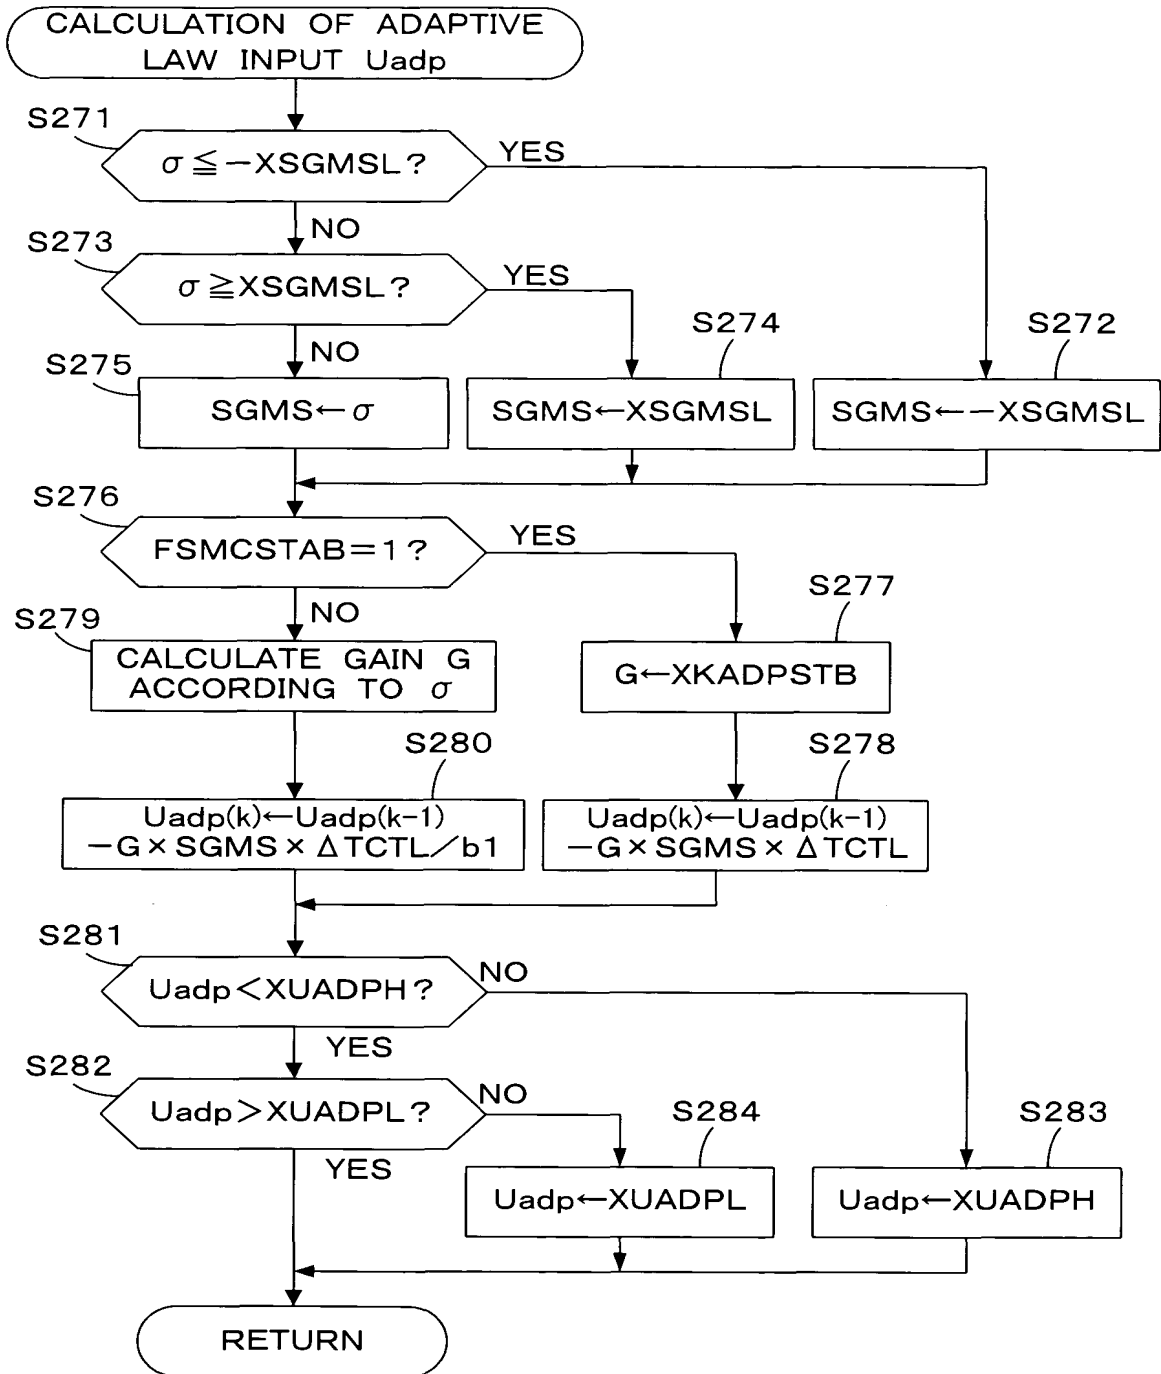 CALCULATION OF ADAPTIVE
LAW INPUT Uadp
S271
σ≦-XSGMSL?
YES
NO
S273
σ≧XSGMSL?
YES
NO
S274
S272
S275
SGMS←σ
SGMS←XSGMSL
SGMS←-XSGMSL
S276
FSMCSTAB=1?
YES
NO
S277
S279
CALCULATE GAIN G
ACCORDING TO σ
G←XKADPSTB
S280
S278
Uadp(k)←Uadp(k-1)
-G×SGMS×ΔTCTL/b1
Uadp(k)←Uadp(k-1)
-G×SGMS×ΔTCTL
S281
Uadp<XUADPH?
NO
YES
S282
Uadp>XUADPL?
NO
YES
S284
S283
Uadp←XUADPL
Uadp←XUADPH
RETURN